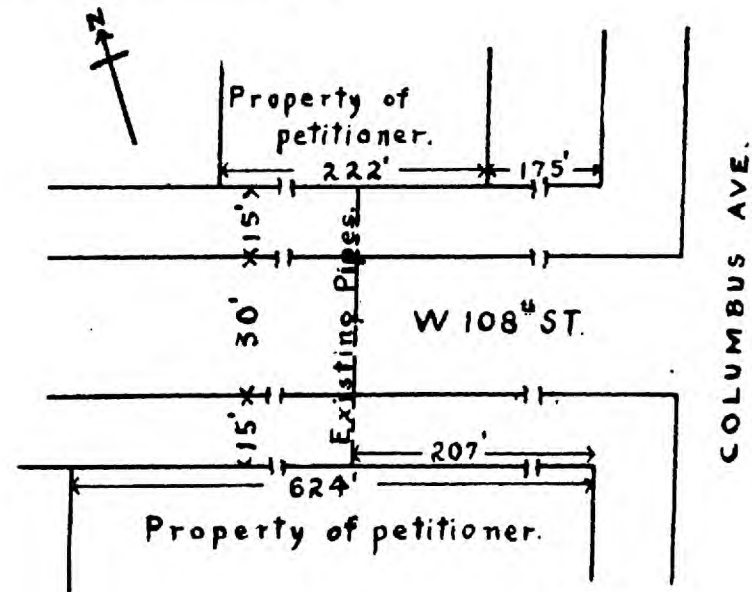 N
Property of
petitioner.
222'
175'
15'
30'
15'
Existing Pipes.
W 108th ST.
COLUMBUS AVE.
207'
624'
Property of petitioner.